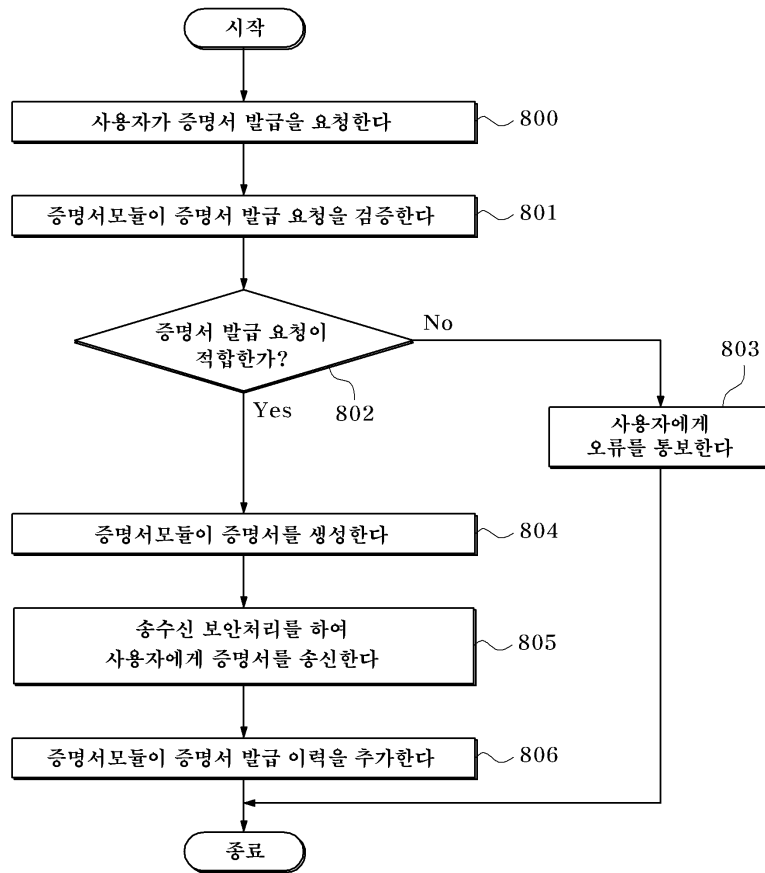 시작
사용자가 증명서 발급을 요청한다
800
증명서모듈이 증명서 발급 요청을 검증한다
801
증명서 발급 요청이
적합한가?
802
No
Yes
803
사용자에게
오류를 통보한다
증명서모듈이 증명서를 생성한다
804
송수신 보안처리를 하여
사용자에게 증명서를 송신한다
805
증명서모듈이 증명서 발급 이력을 추가한다
806
종료